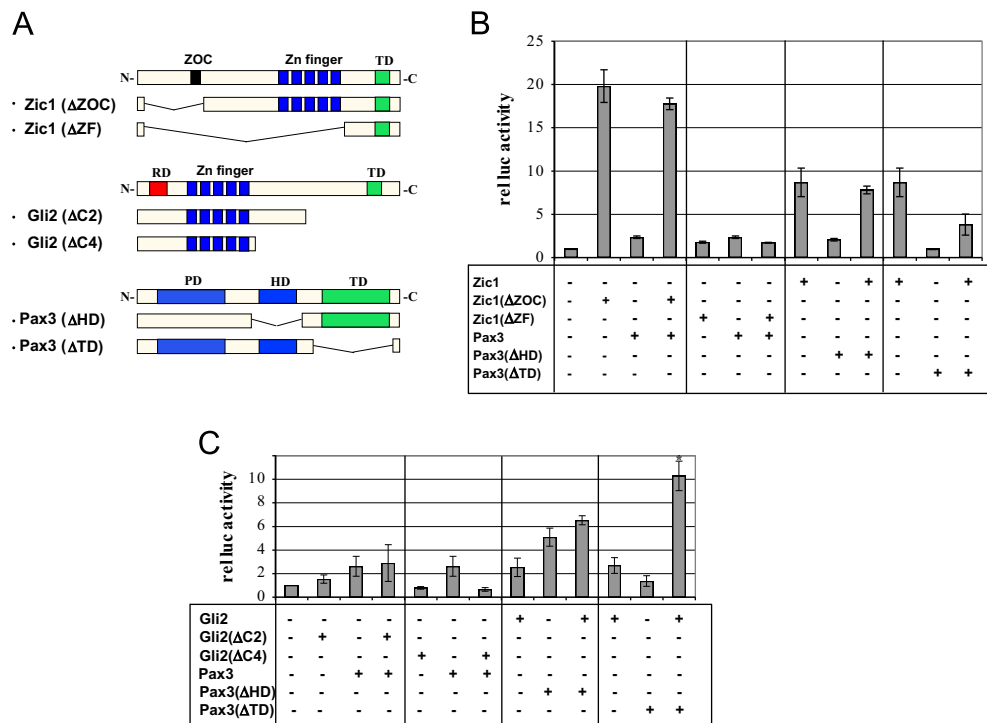 A
ZOC Zn finger TD
N- -C
· Zic1 (ΔZOC)
· Zic1 (ΔZF)
RD Zn finger TD
N- -C
· Gli2 (ΔC2)
· Gli2 (ΔC4)
PD HD TD
N- -C
· Pax3 (ΔHD)
· Pax3 (ΔTD)
B
rel luc activity
25
20
15
10
5
0
Zic1 - - - - - - - + - + + - +
Zic1(ΔZOC) - + - + - - - - - - - - -
Zic1(ΔZF) - - - - + - + - - - - - -
Pax3 - - + + - + + - - - - - -
Pax3(ΔHD) - - - - - - - - + + - - -
Pax3(ΔTD) - - - - - - - - - - - + +
C
rel luc activity
10
8
6
4
2
0
*
Gli2 - - - - - - - + - + + - +
Gli2(ΔC2) - + - + - - - - - - - - -
Gli2(ΔC4) - - - - + - + - - - - - -
Pax3 - - + + - + + - - - - - -
Pax3(ΔHD) - - - - - - - - + + - - -
Pax3(ΔTD) - - - - - - - - - - - + +